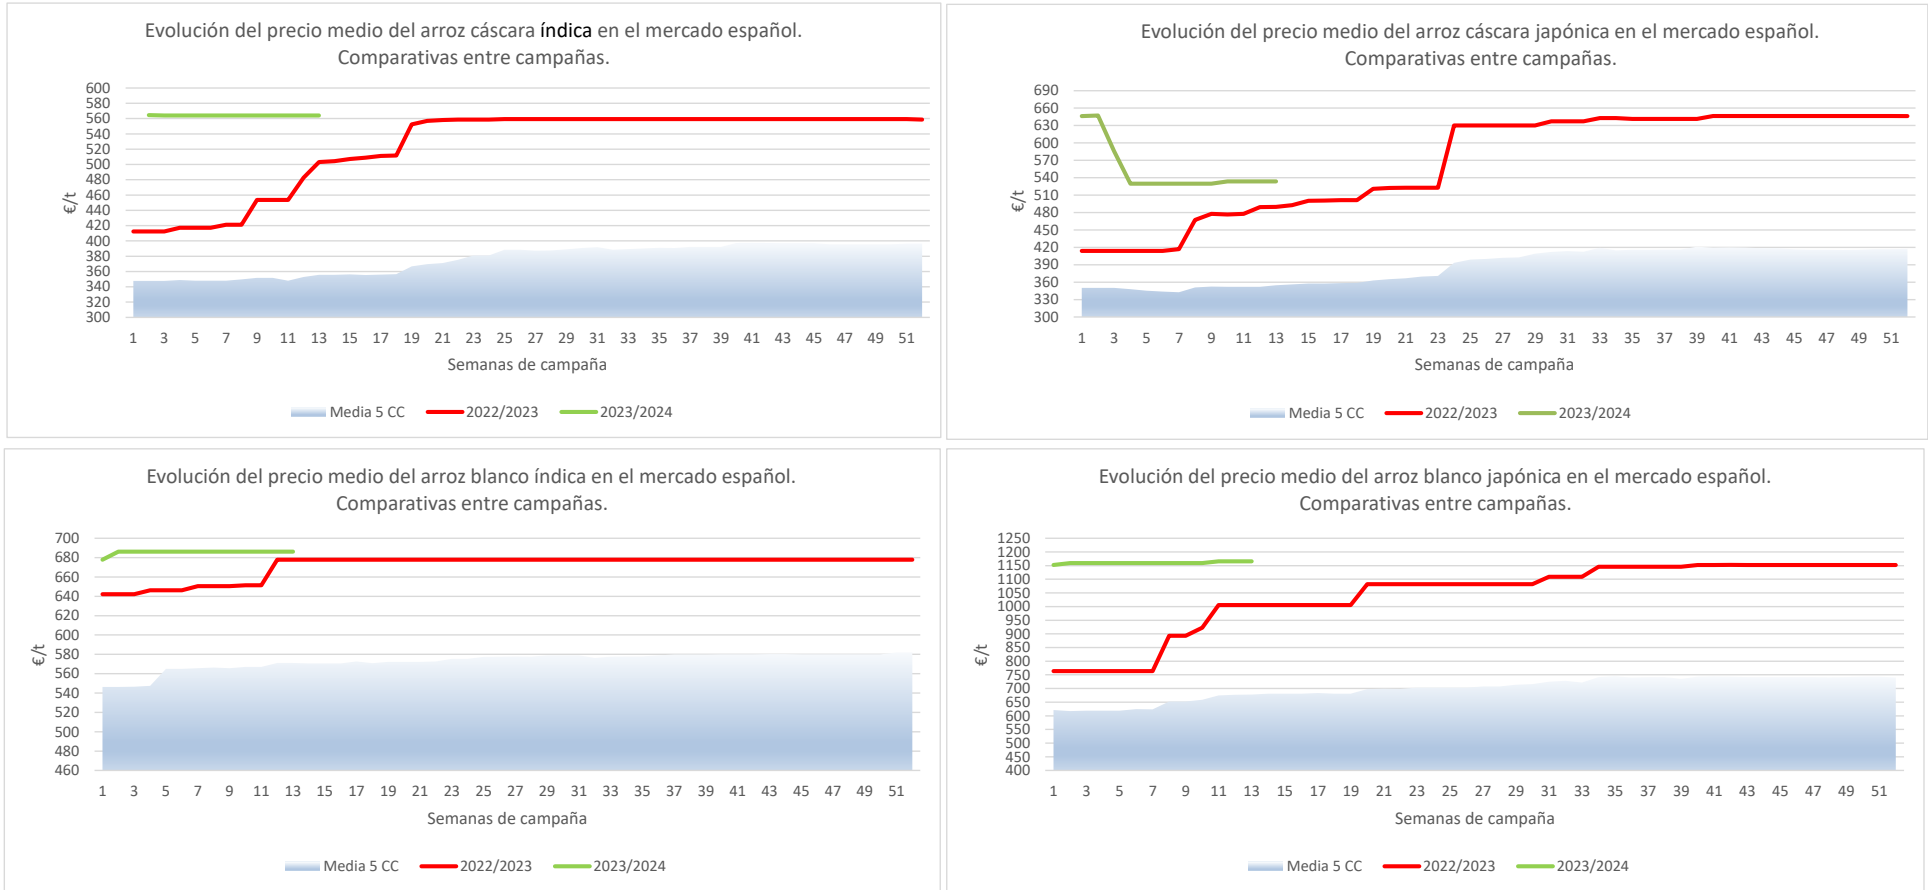 Evolución del precio medio del arroz cáscara índica en el mercado español.
Comparativas entre campañas.
600
580
560
540
520
500
480
460
440
420
400
380
360
340
320
300
€/t
1 3 5 7 9 11 13 15 17 19 21 23 25 27 29 31 33 35 37 39 41 43 45 47 49 51
Semanas de campaña
Media 5 CC 2022/2023 2023/2024
Evolución del precio medio del arroz cáscara japónica en el mercado español.
Comparativas entre campañas.
690
660
630
600
570
540
510
480
450
420
390
360
330
300
€/t
1 3 5 7 9 11 13 15 17 19 21 23 25 27 29 31 33 35 37 39 41 43 45 47 49 51
Semanas de campaña
Media 5 CC 2022/2023 2023/2024
Evolución del precio medio del arroz blanco índica en el mercado español.
Comparativas entre campañas.
700
680
660
640
620
600
580
560
540
520
500
480
460
€/t
1 3 5 7 9 11 13 15 17 19 21 23 25 27 29 31 33 35 37 39 41 43 45 47 49 51
Semanas de campaña
Media 5 CC 2022/2023 2023/2024
Evolución del precio medio del arroz blanco japónica en el mercado español.
Comparativas entre campañas.
1250
1200
1150
1100
1050
1000
950
900
850
800
750
700
650
600
550
500
450
400
€/t
1 3 5 7 9 11 13 15 17 19 21 23 25 27 29 31 33 35 37 39 41 43 45 47 49 51
Semanas de campaña
Media 5 CC 2022/2023 2023/2024